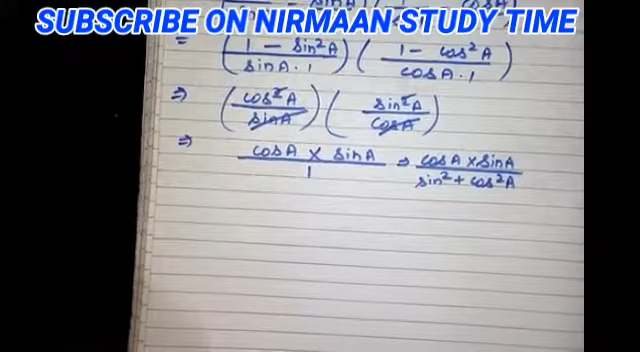 SUBSCRIBE ON NIRMAAN STUDY TIME
= (1 - sin²A / sinA · 1) (1 - cos²A / cosA · 1)
⇒ (cos²A / sinA) (sin²A / cosA)
⇒ cosA × sinA / 1 ⇒ cosA × sinA / sin² + cos²A